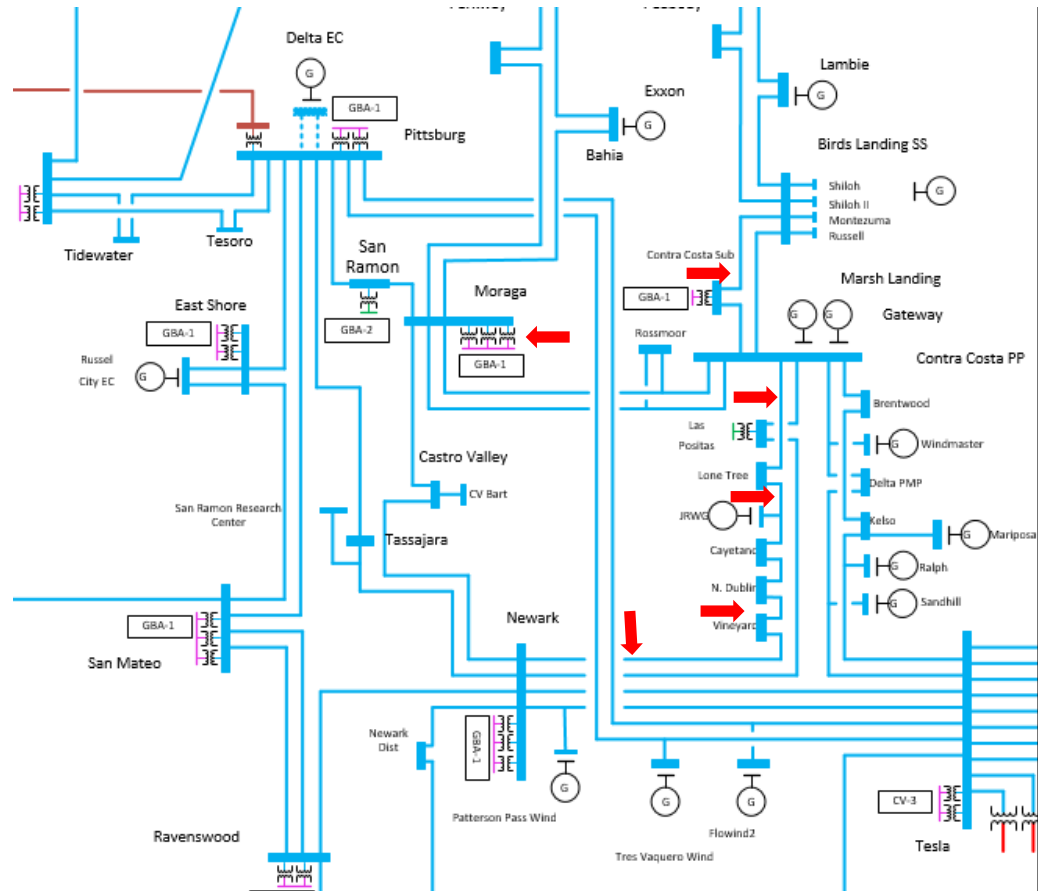 Delta EC
G
GBA-1
Pittsburg
Exxon
G
Bahia
Lambie
G
Birds Landing SS
Shiloh
G
Shiloh II
Montezuma
Russell
Tidewater
Tesoro
San
Ramon
GBA-2
Moraga
GBA-1
Contra Costa Sub
GBA-1
Marsh Landing
G
G
Gateway
Rossmoor
Contra Costa PP
East Shore
GBA-1
Russel
City EC
G
Brentwood
Las
Positas
G
Windmaster
Castro Valley
CV Bart
Lone Tree
Delta PMP
San Ramon Research
Center
JRWG
Kelso
G
Mariposa
Tassajara
Cayetano
G
Ralph
N. Dublin
G
Sandhill
GBA-1
San Mateo
Newark
Vineyard
Newark
Dist
GBA-1
G
Patterson Pass Wind
G
G
Flowind2
Tres Vaquero Wind
CV-3
Tesla
Ravenswood